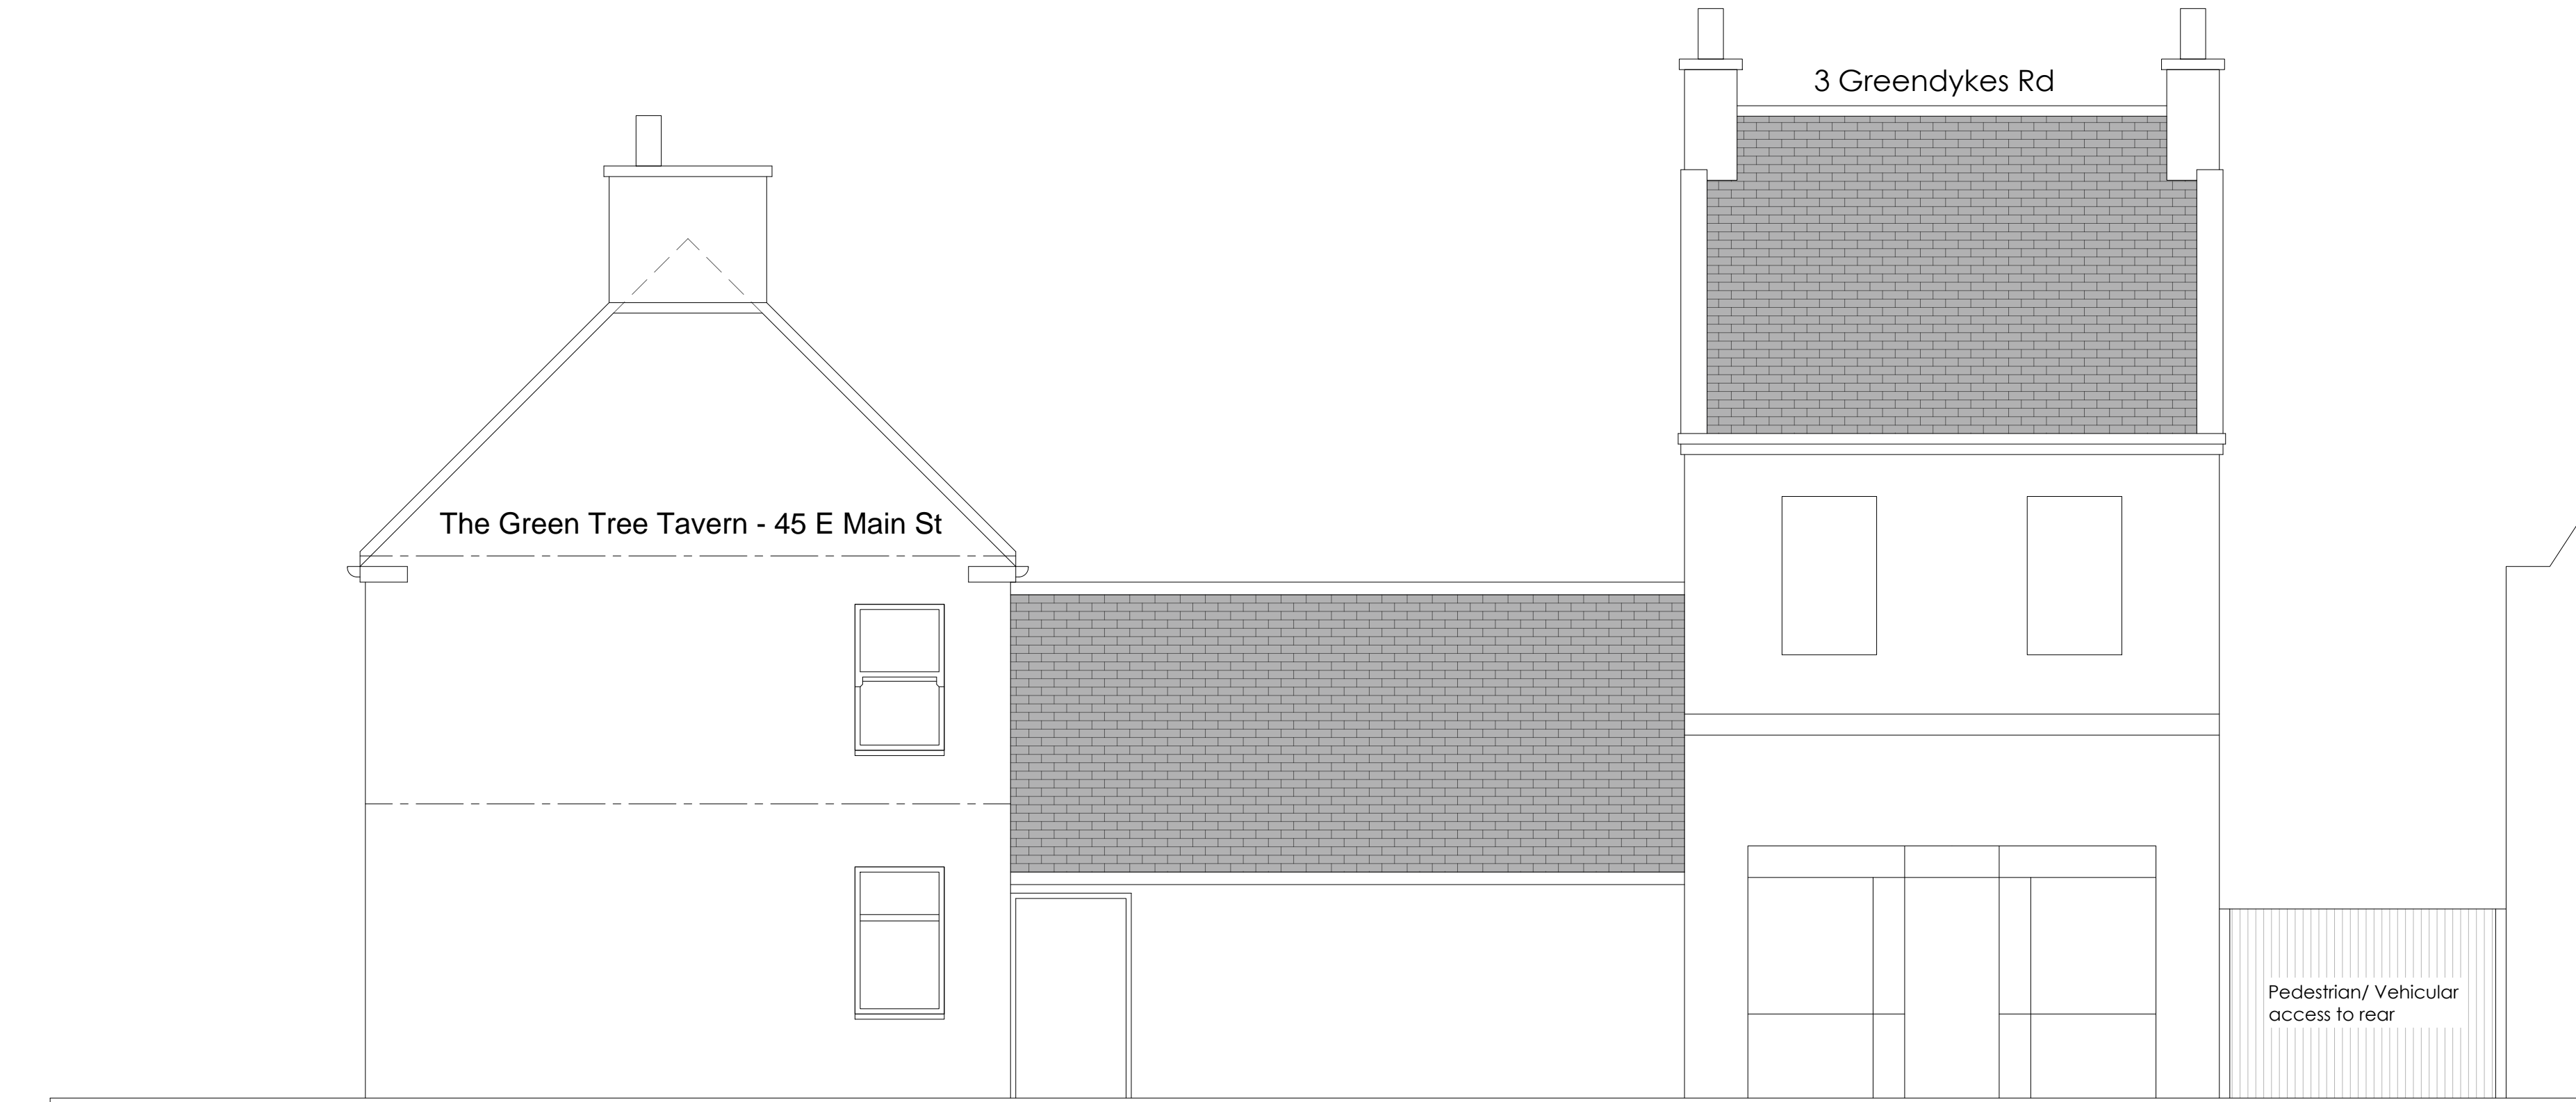 3 Greendykes Rd
The Green Tree Tavern - 45 E Main St
Pedestrian/ Vehicular
access to rear